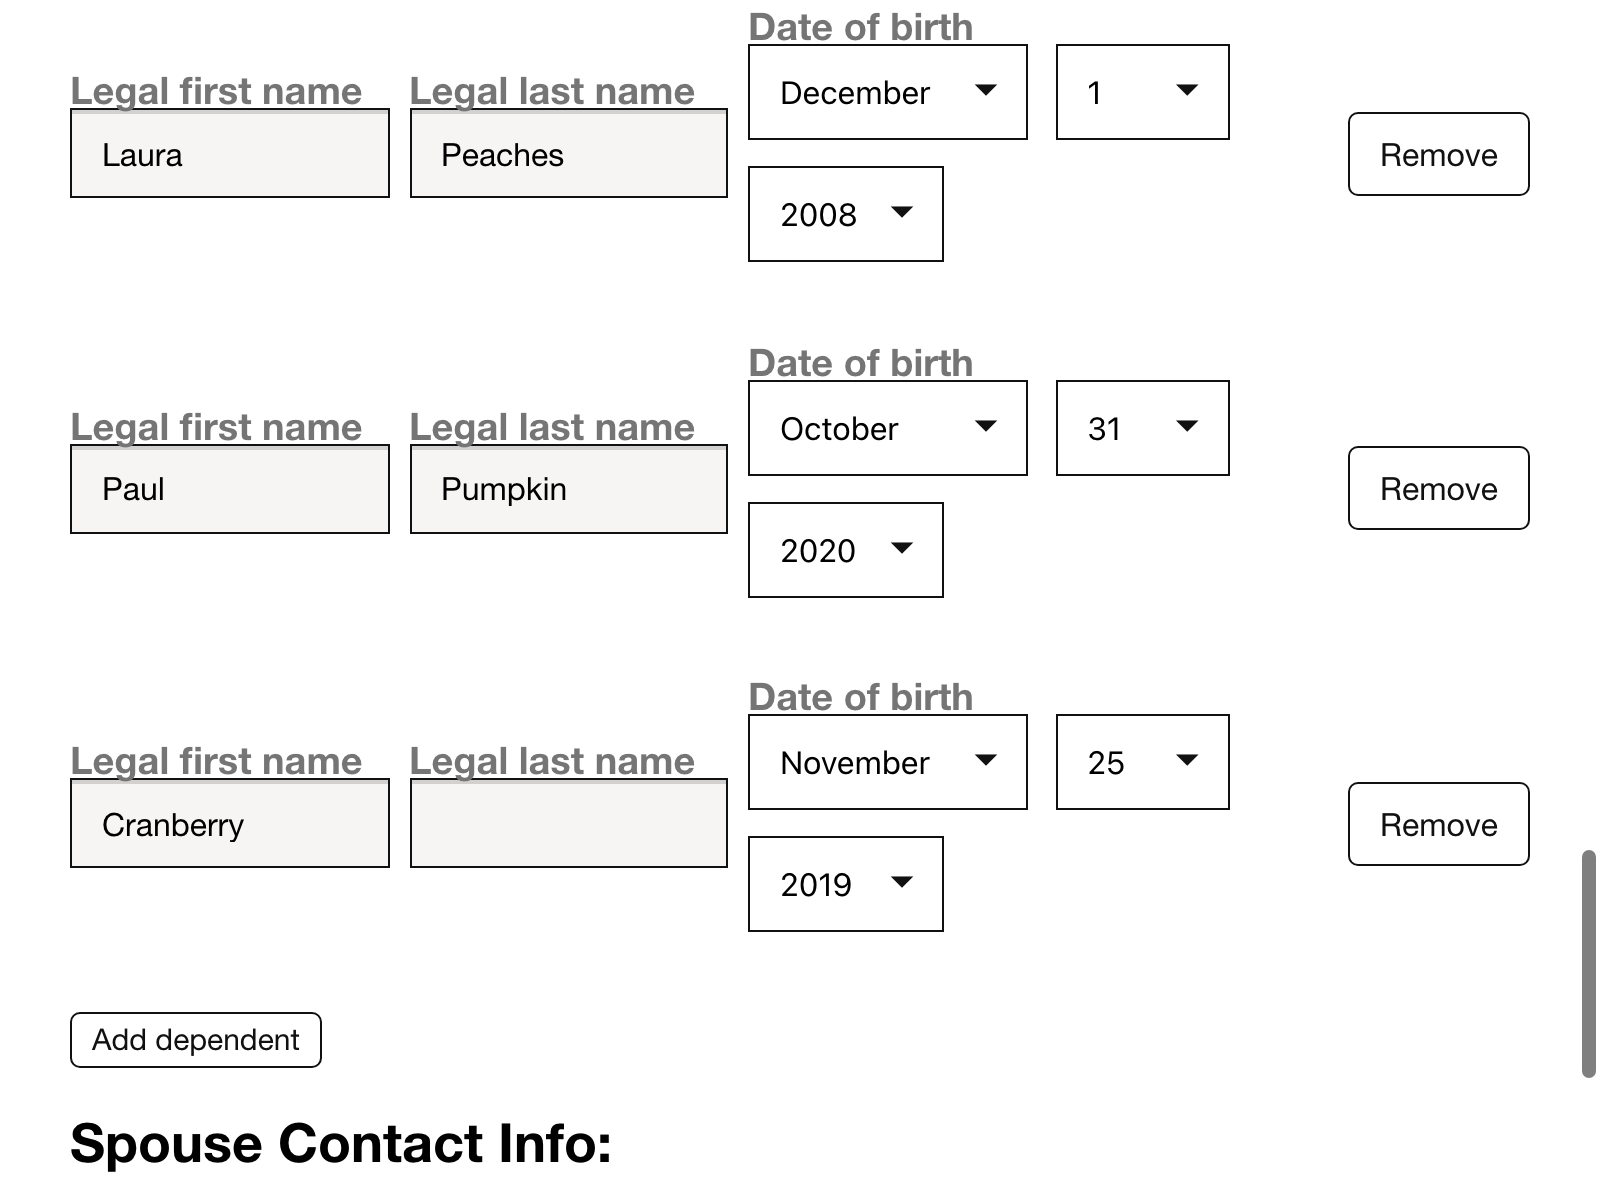 Date of birth
Legal first name Legal last name December 1
Laura Peaches Remove
2008
Date of birth
Legal first name Legal last name October 31
Paul Pumpkin Remove
2020
Date of birth
Legal first name Legal last name November 25
Cranberry Remove
2019
Add dependent
Spouse Contact Info: